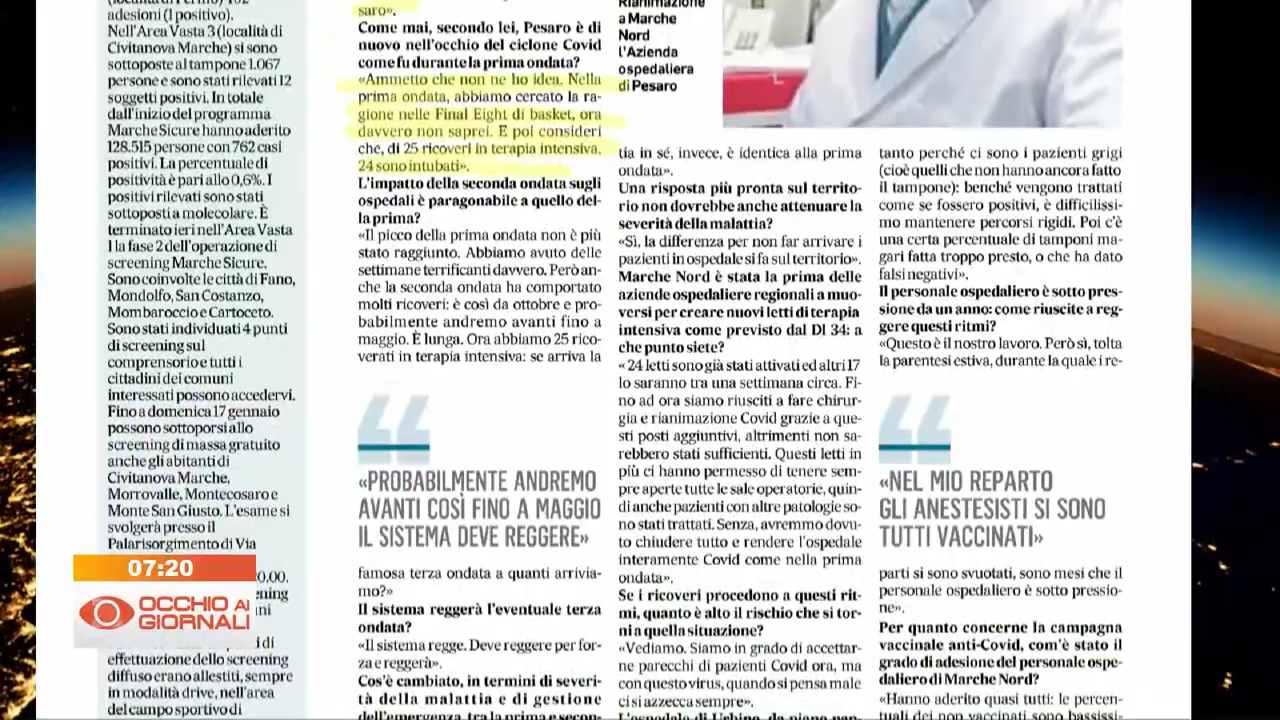 adesioni (1 positivo).
Nell'Area Vasta 3 (località di
Civitanova Marche) si sono
sottoposte al tampone 1.067
persone e sono stati rilevati 12
soggetti positivi. In totale
dall'inizio del programma
Marche Sicure hanno aderito
128.515 persone con 762 casi
positivi. La percentuale di
positività è pari allo 0,6%. I
positivi rilevati sono stati
sottoposti a molecolare. È
terminato ieri nell'Area Vasta
1 la fase 2 dell'operazione di
screening Marche Sicure.
Sono coinvolte le città di Fano,
Mondolfo, San Costanzo,
Mombaroccio e Cartoceto.
Sono stati individuati 4 punti
di screening sul
comprensorio e tutti i
cittadini dei comuni
interessati possono accedervi.
Fino a domenica 17 gennaio
possono sottoporsi allo
screening di massa gratuito
anche gli abitanti di
Civitanova Marche,
Morrovalle, Montecosaro e
Monte San Giusto. L'esame si
svolgerà presso il
Palarisorgimento di Via
07:20
OCCHIO AI
GIORNALI
effettuazione dello screening
diffuso erano allestiti, sempre
in modalità drive, nell'area
del campo sportivo di
saro».
Come mai, secondo lei, Pesaro è di
nuovo nell'occhio del ciclone Covid
come fu durante la prima ondata?
«Ammetto che non ne ho idea. Nella
prima ondata, abbiamo cercato la ra-
gione nelle Final Eight di basket, ora
davvero non saprei. E poi consideri
che, di 25 ricoveri in terapia intensiva,
24 sono intubati».
L'impatto della seconda ondata sugli
ospedali è paragonabile a quello del-
la prima?
«Il picco della prima ondata non è più
stato raggiunto. Abbiamo avuto delle
settimane terrificanti davvero. Però an-
che la seconda ondata ha comportato
molti ricoveri: è così da ottobre e pro-
babilmente andremo avanti fino a
maggio. È lunga. Ora abbiamo 25 rico-
verati in terapia intensiva: se arriva la
«PROBABILMENTE ANDREMO
AVANTI COSÌ FINO A MAGGIO
IL SISTEMA DEVE REGGERE»
famosa terza ondata a quanti arrivia-
mo?»
Il sistema reggerà l'eventuale terza
ondata?
«Il sistema regge. Deve reggere per for-
za e reggerà».
Cos'è cambiato, in termini di severi-
tà della malattia e di gestione
dell'emergenza, tra la prima e secon-
Rianimazione
a Marche
Nord
l'Azienda
ospedaliera
di Pesaro
tia in sé, invece, è identica alla prima
ondata».
Una risposta più pronta sul territo-
rio non dovrebbe anche attenuare la
severità della malattia?
«Sì, la differenza per non far arrivare i
pazienti in ospedale si fa sul territorio».
Marche Nord è stata la prima delle
aziende ospedaliere regionali a muo-
versi per creare nuovi letti di terapia
intensiva come previsto dal Dl 34: a
che punto siete?
«24 letti sono già stati attivati ed altri 17
lo saranno tra una settimana circa. Fi-
no ad ora siamo riusciti a fare chirur-
gia e rianimazione Covid grazie a que-
sti posti aggiuntivi, altrimenti non sa-
rebbero stati sufficienti. Questi letti in
più ci hanno permesso di tenere sem-
pre aperte tutte le sale operatorie, quin-
di anche pazienti con altre patologie so-
no stati trattati. Senza, avremmo dovu-
to chiudere tutto e rendere l'ospedale
interamente Covid come nella prima
ondata».
Se i ricoveri procedono a questi rit-
mi, quanto è alto il rischio che si tor-
ni a quella situazione?
«Vediamo. Siamo in grado di accettar-
ne parecchi di pazienti Covid ora, ma
con questo virus, quando si pensa male
ci si azzecca sempre».
L'ospedale di Urbino, da piano pan-
tanto perché ci sono i pazienti grigi
(cioè quelli che non hanno ancora fatto
il tampone): benché vengono trattati
come se fossero positivi, è difficilissi-
mo mantenere percorsi rigidi. Poi c'è
una certa percentuale di tamponi ma-
gari fatta troppo presto, o che ha dato
falsi negativi».
Il personale ospedaliero è sotto pres-
sione da un anno: come riuscite a reg-
gere questi ritmi?
«Questo è il nostro lavoro. Però sì, tolta
la parentesi estiva, durante la quale i re-
«NEL MIO REPARTO
GLI ANESTESISTI SI SONO
TUTTI VACCINATI»
parti si sono svuotati, sono mesi che il
personale ospedaliero è sotto pressio-
ne».
Per quanto concerne la campagna
vaccinale anti-Covid, com'è stato il
grado di adesione del personale ospe-
daliero di Marche Nord?
«Hanno aderito quasi tutti: le percen-
tuali dei non vaccinati sono bassissi-